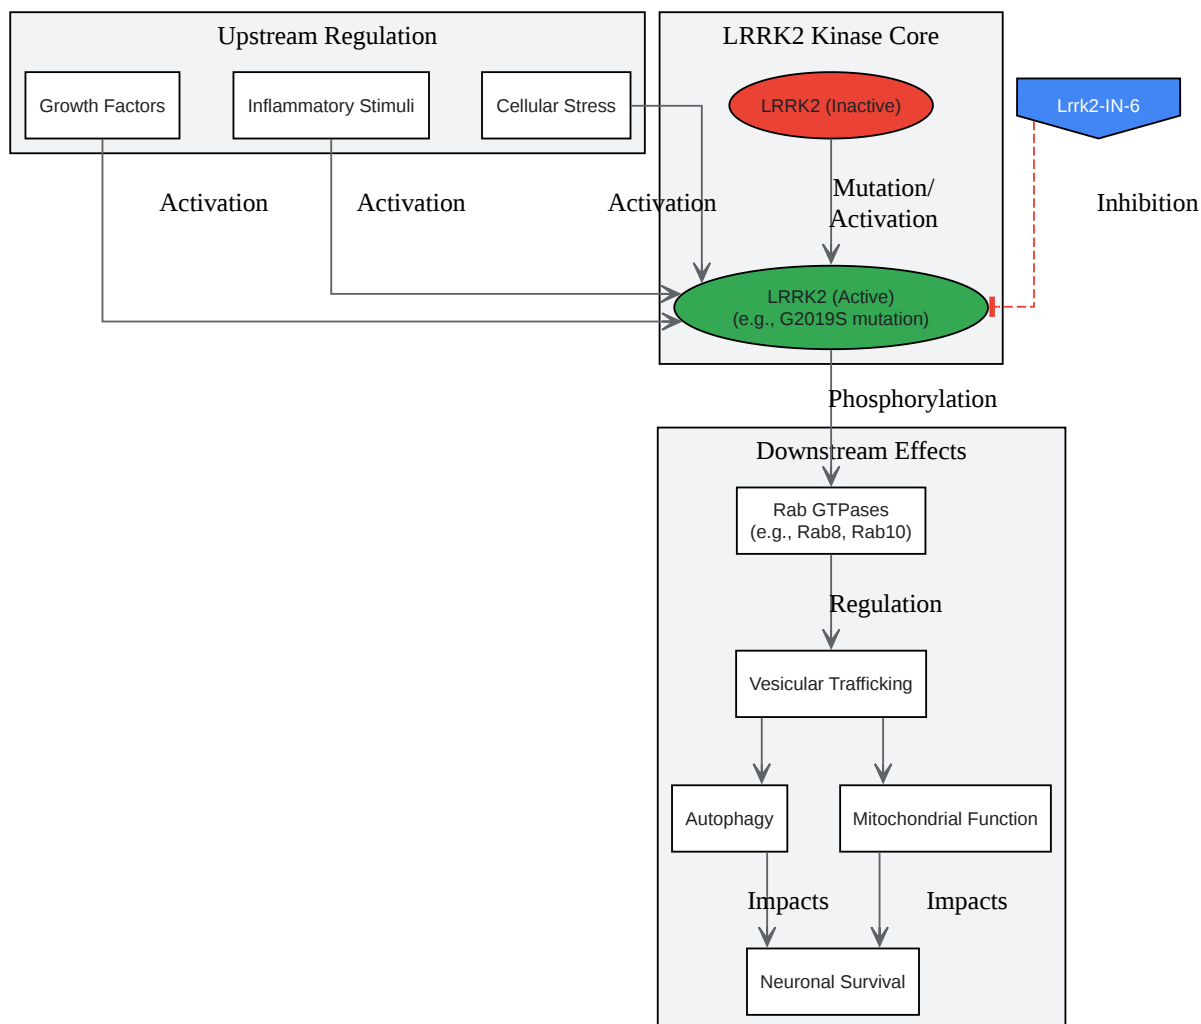 Upstream Regulation
LRRK2 Kinase Core
Growth Factors
Inflammatory Stimuli
Cellular Stress
LRRK2 (Inactive)
Lrrk2-IN-6
Activation
Activation
Activation
Mutation/
Activation
Inhibition
LRRK2 (Active)
(e.g., G2019S mutation)
Phosphorylation
Downstream Effects
Rab GTPases
(e.g., Rab8, Rab10)
Regulation
Vesicular Trafficking
Autophagy
Mitochondrial Function
Impacts
Impacts
Neuronal Survival